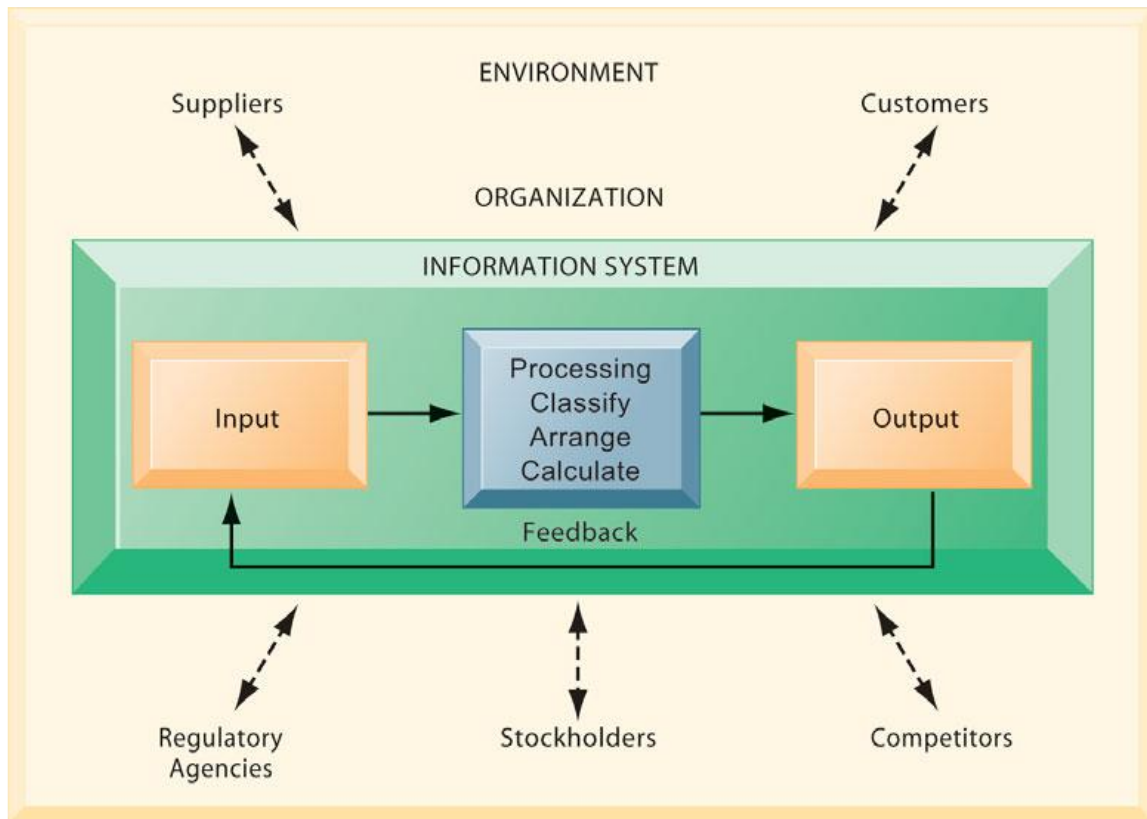 ENVIRONMENT
Suppliers
Customers
ORGANIZATION
INFORMATION SYSTEM
Input
Processing
Classify
Arrange
Calculate
Output
Feedback
Regulatory
Agencies
Stockholders
Competitors